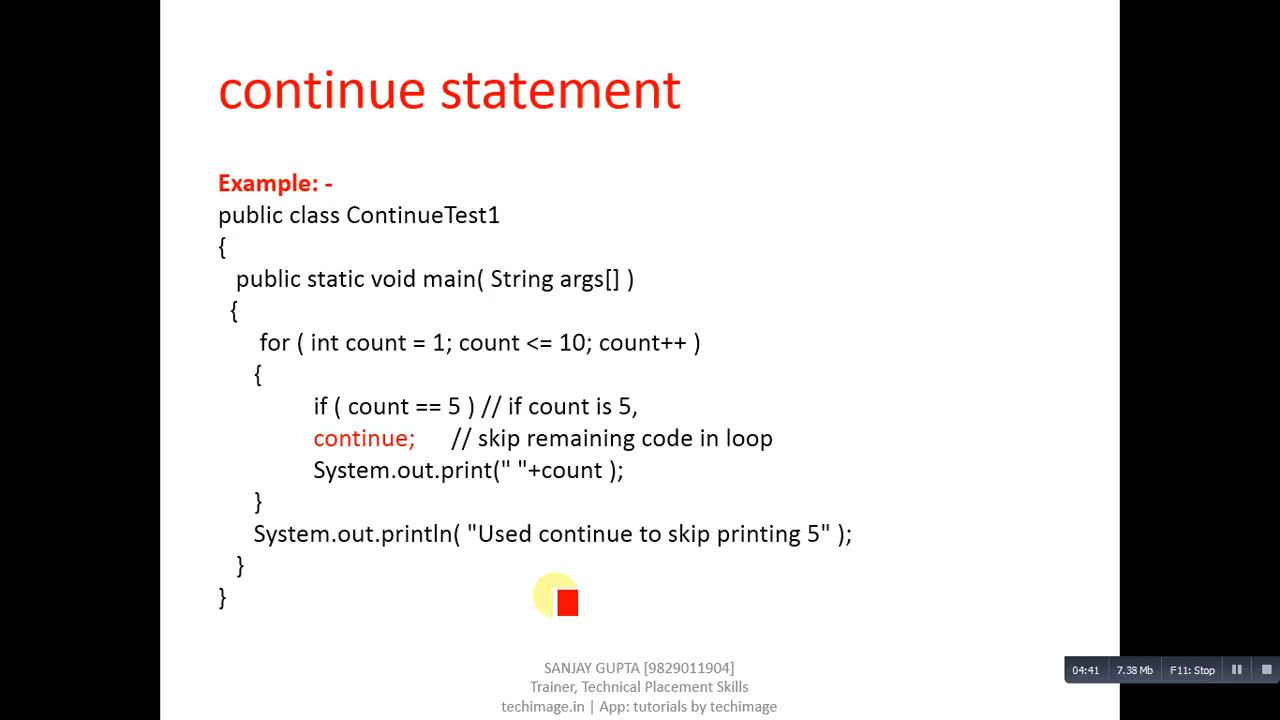 continue statement
Example: -
public class ContinueTest1
{
public static void main( String args[] )
{
for ( int count = 1; count <= 10; count++ )
{
if ( count == 5 ) // if count is 5,
continue; // skip remaining code in loop
System.out.print(" "+count );
}
System.out.println( "Used continue to skip printing 5" );
}
}
SANJAY GUPTA [9829011904]
Trainer, Technical Placement Skills
techimage.in | App: tutorials by techimage
04:41 7.38 Mb F11: Stop